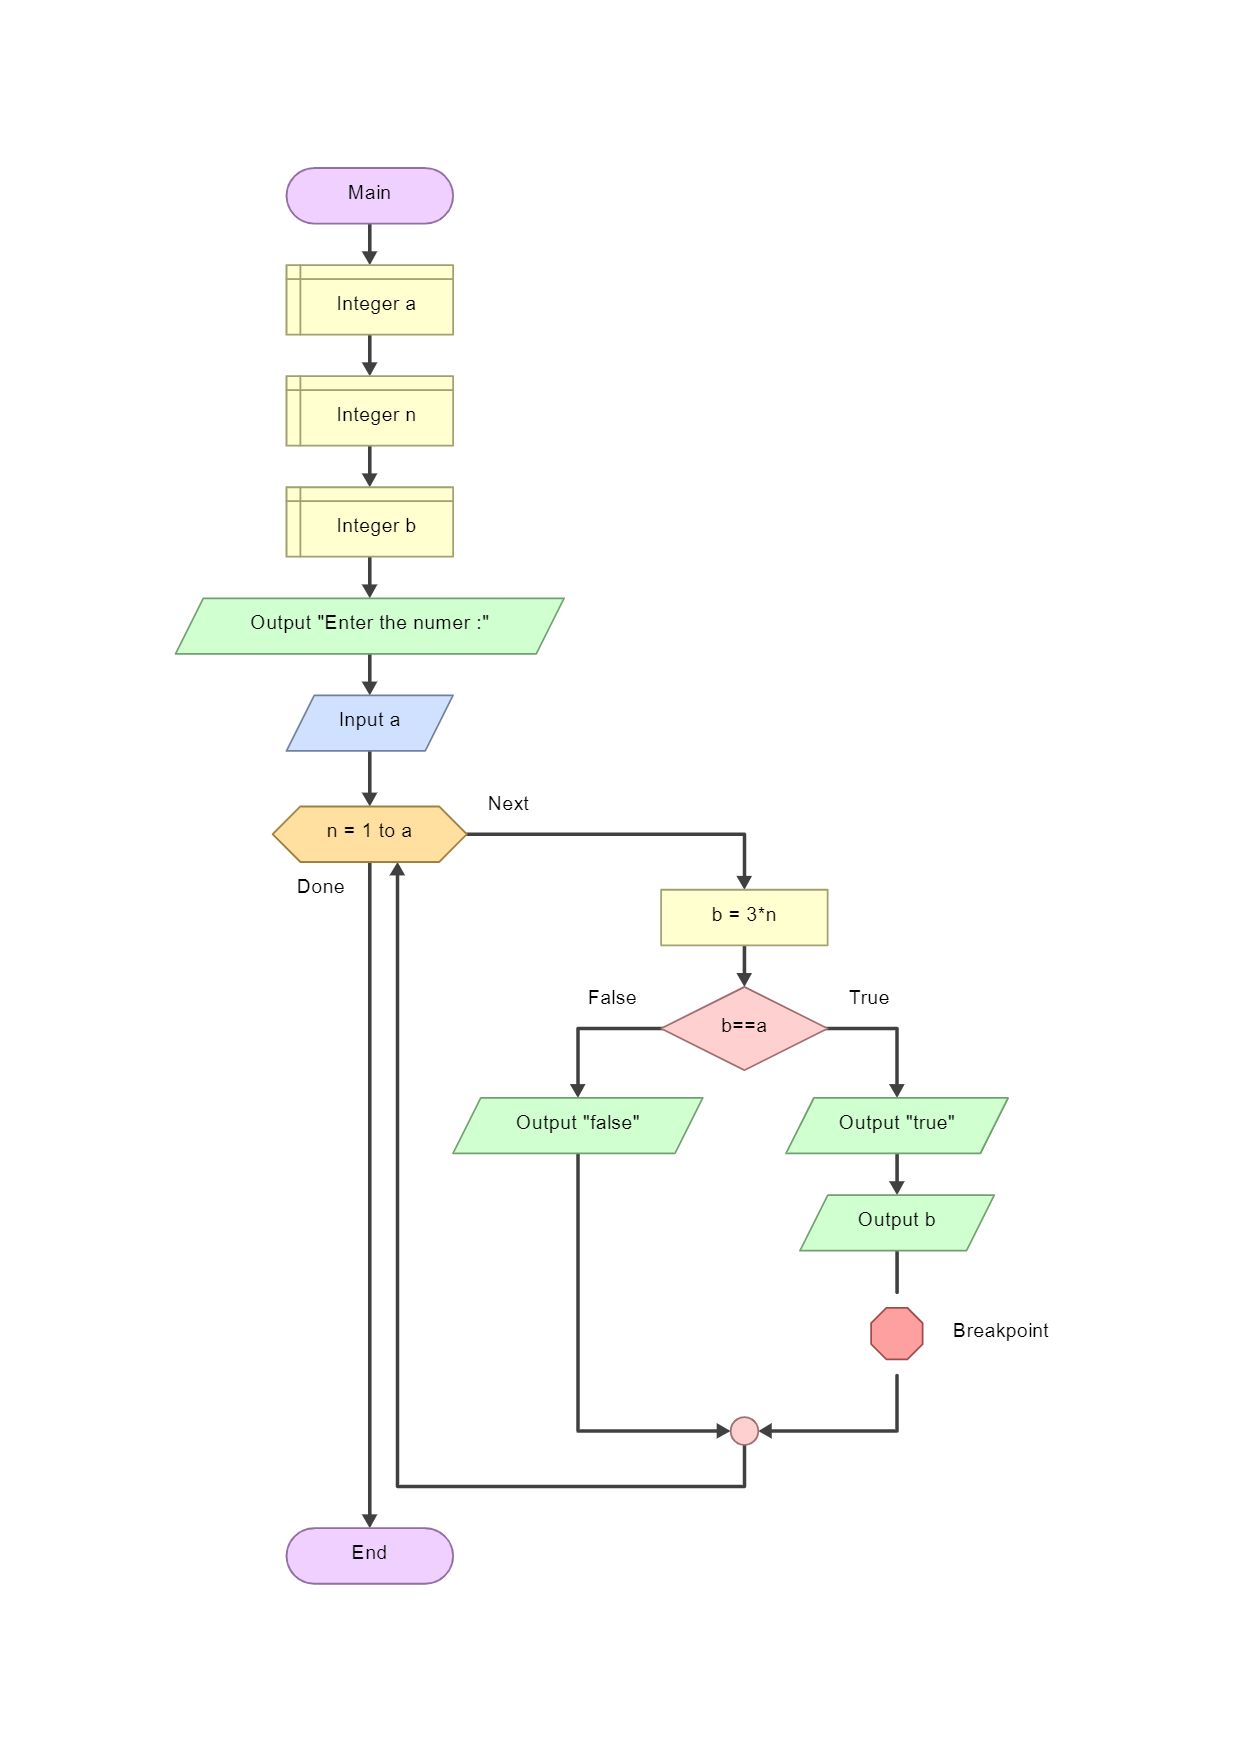 Main
Integer a
Integer n
Integer b
Output "Enter the numer :"
Input a
n = 1 to a
Next
Done
b = 3*n
False
True
b==a
Output "false"
Output "true"
Output b
Breakpoint
End